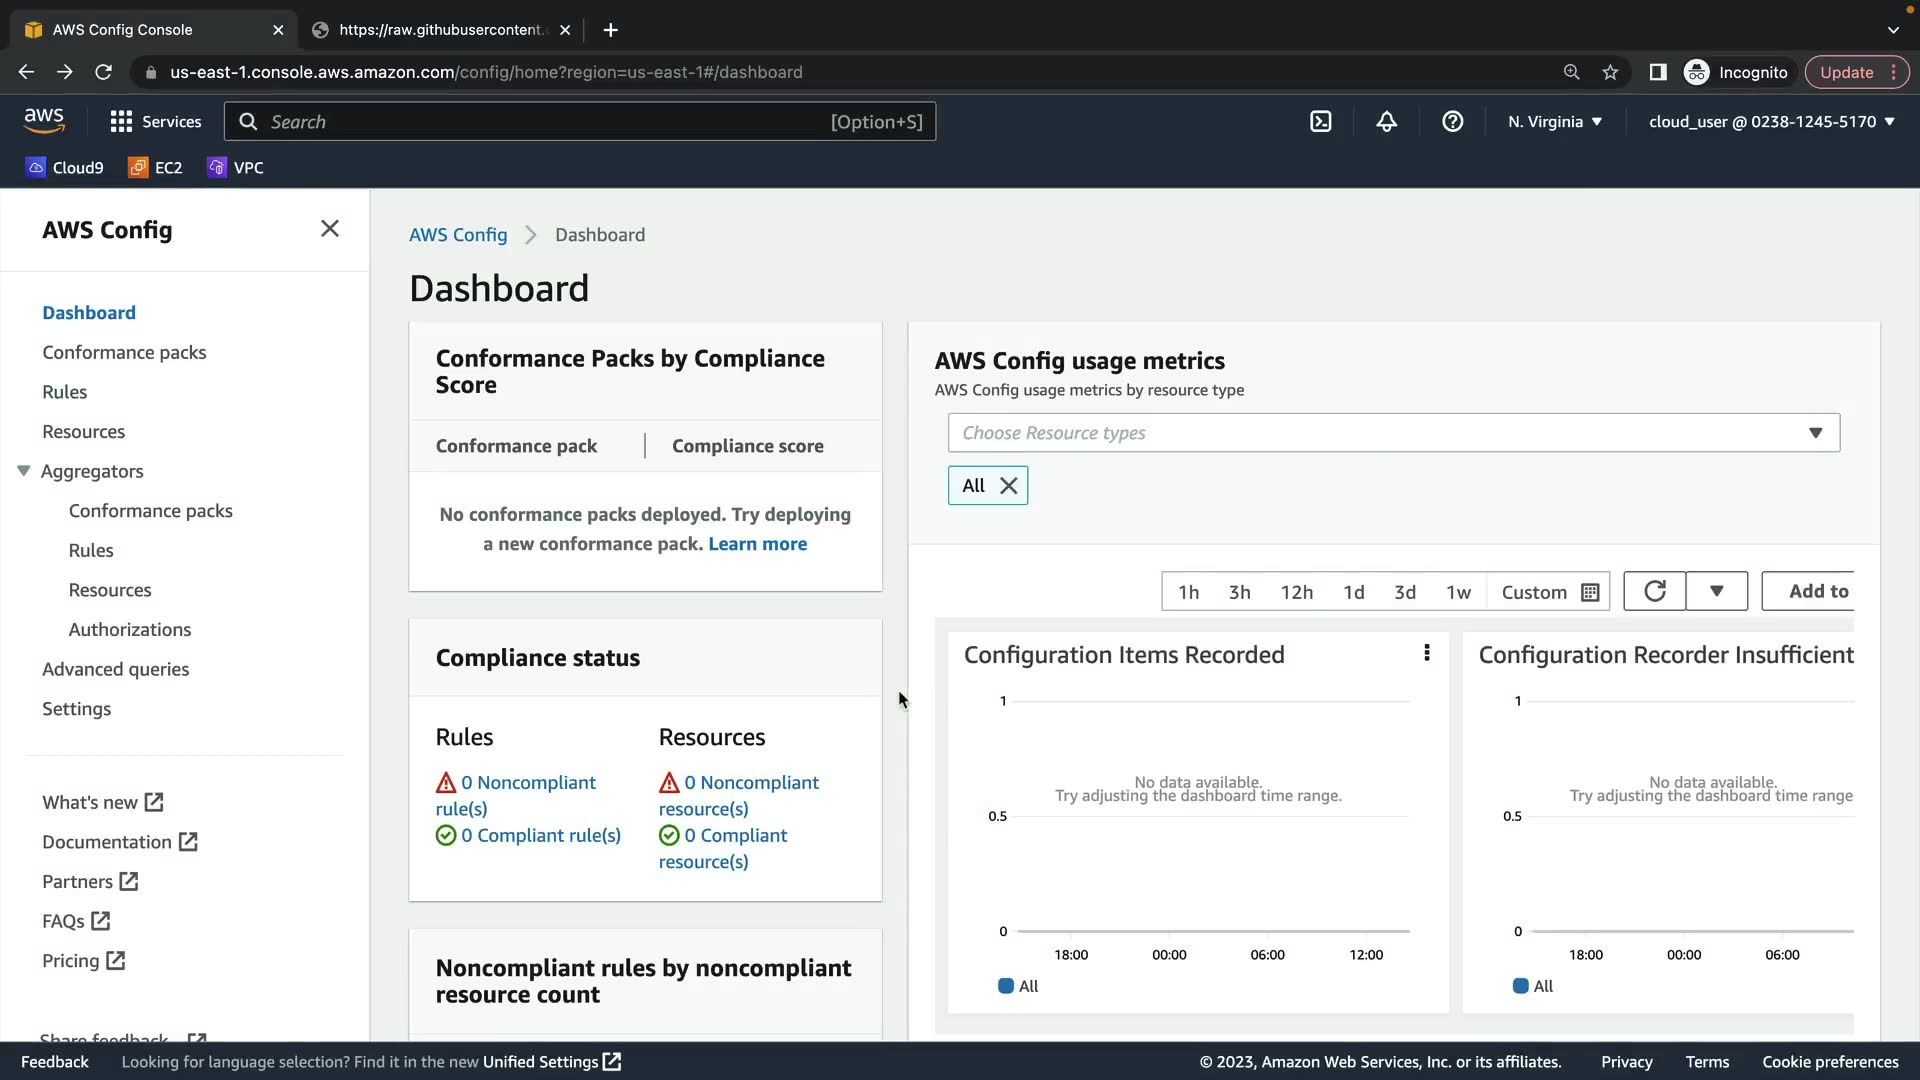 AWS Config Console
https://raw.githubusercontent.
us-east-1.console.aws.amazon.com/config/home?region=us-east-1#/dashboard
Incognito
Update
aws
Services
Search
[Option+S]
N. Virginia
cloud_user @ 0238-1245-5170
Cloud9
EC2
VPC
AWS Config
Dashboard
Conformance packs
Rules
Resources
Aggregators
Conformance packs
Rules
Resources
Authorizations
Advanced queries
Settings
What's new
Documentation
Partners
FAQs
Pricing
Share feedback
AWS Config
Dashboard
Dashboard
Conformance Packs by Compliance
Score
Conformance pack
Compliance score
No conformance packs deployed. Try deploying
a new conformance pack. Learn more
Compliance status
Rules
0 Noncompliant
rule(s)
0 Compliant rule(s)
Resources
0 Noncompliant
resource(s)
0 Compliant
resource(s)
Noncompliant rules by noncompliant
resource count
AWS Config usage metrics
AWS Config usage metrics by resource type
Choose Resource types
All
1h
3h
12h
1d
3d
1w
Custom
Add to
Configuration Items Recorded
1
No data available.
Try adjusting the dashboard time range.
0.5
0
18:00
00:00
06:00
12:00
All
Configuration Recorder Insufficient
1
No data available.
Try adjusting the dashboard time range
0.5
0
18:00
00:00
06:00
All
Feedback
Looking for language selection? Find it in the new Unified Settings
© 2023, Amazon Web Services, Inc. or its affiliates.
Privacy
Terms
Cookie preferences